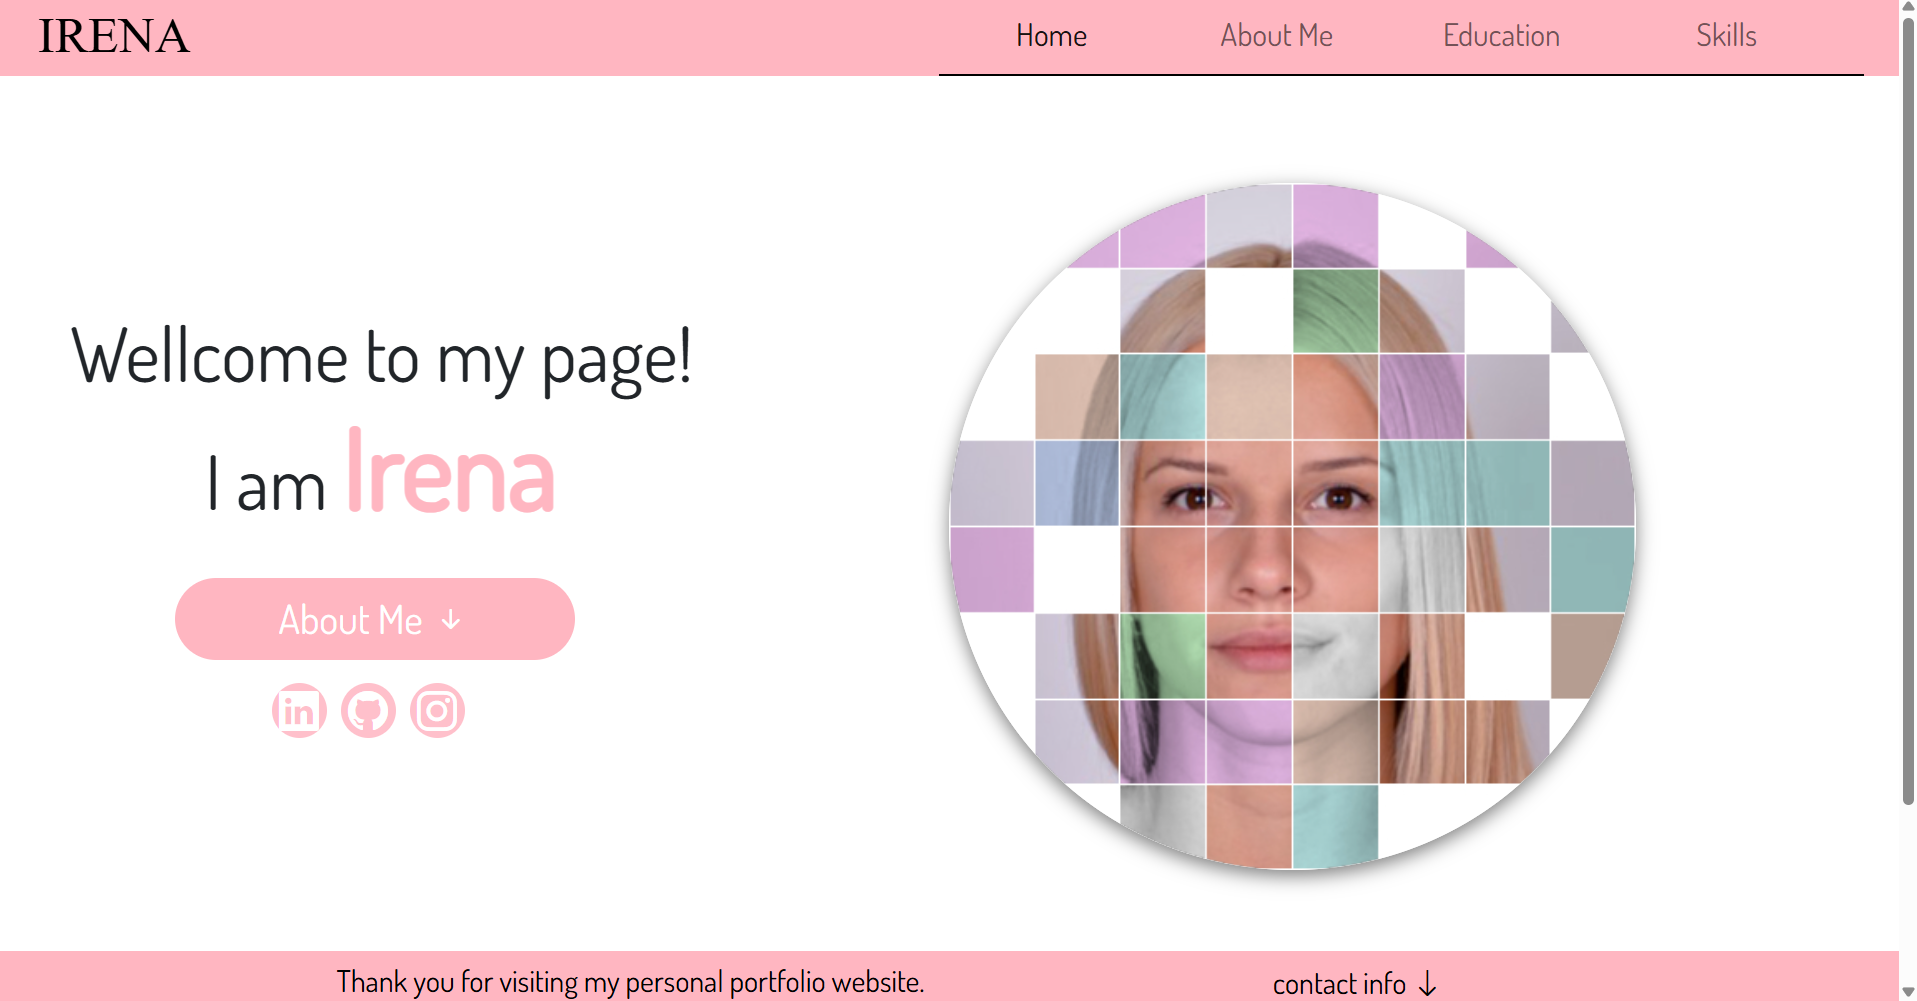 IRENA
Home About Me Education Skills
Wellcome to my page!
I am Irena
About Me ↓
in
Thank you for visiting my personal portfolio website.
contact info ↓